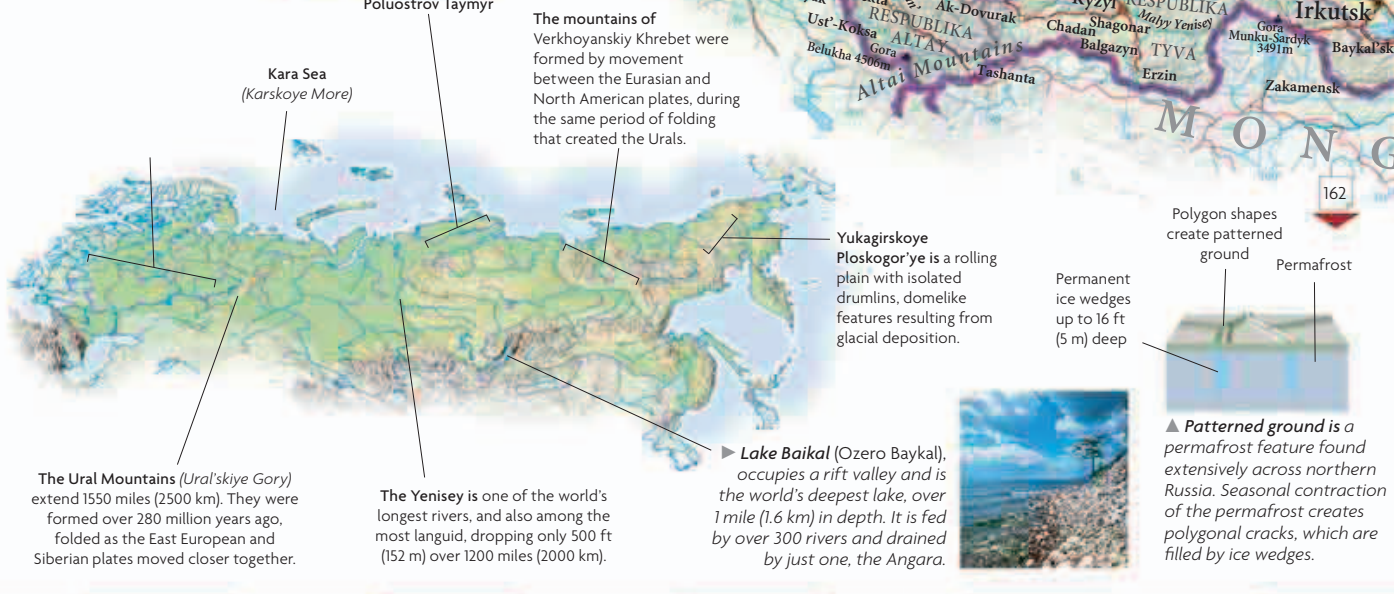 Poluostrov Taymyr
Kara Sea
(Karskoye More)
The mountains of
Verkhoyanskiy Khrebet were
formed by movement
between the Eurasian and
North American plates, during
the same period of folding
that created the Urals.
Ust'-Koksa
RESPUBLIKA
ALTAY
Gora
Belukha 4506m
Altai Mountains
Ak-Dovurak
Tashanta
Kyzyl
RESPUBLIKA
Chadan
Shagonar
Malyy Yenisey
Balgazyn
TYVA
Erzin
Gora
Munku-Sardyk
3491m
Irkutsk
Baykal'sk
Zakamensk
M O N G
162
Yukagirskoye
Ploskogor'ye is a rolling
plain with isolated
drumlins, domelike
features resulting from
glacial deposition.
Polygon shapes
create patterned
ground
Permafrost
Permanent
ice wedges
up to 16 ft
(5 m) deep
The Ural Mountains (Ural'skiye Gory)
extend 1550 miles (2500 km). They were
formed over 280 million years ago,
folded as the East European and
Siberian plates moved closer together.
The Yenisey is one of the world's
longest rivers, and also among the
most languid, dropping only 500 ft
(152 m) over 1200 miles (2000 km).
▶ Lake Baikal (Ozero Baykal),
occupies a rift valley and is
the world's deepest lake, over
1 mile (1.6 km) in depth. It is fed
by over 300 rivers and drained
by just one, the Angara.
▲ Patterned ground is a
permafrost feature found
extensively across northern
Russia. Seasonal contraction
of the permafrost creates
polygonal cracks, which are
filled by ice wedges.